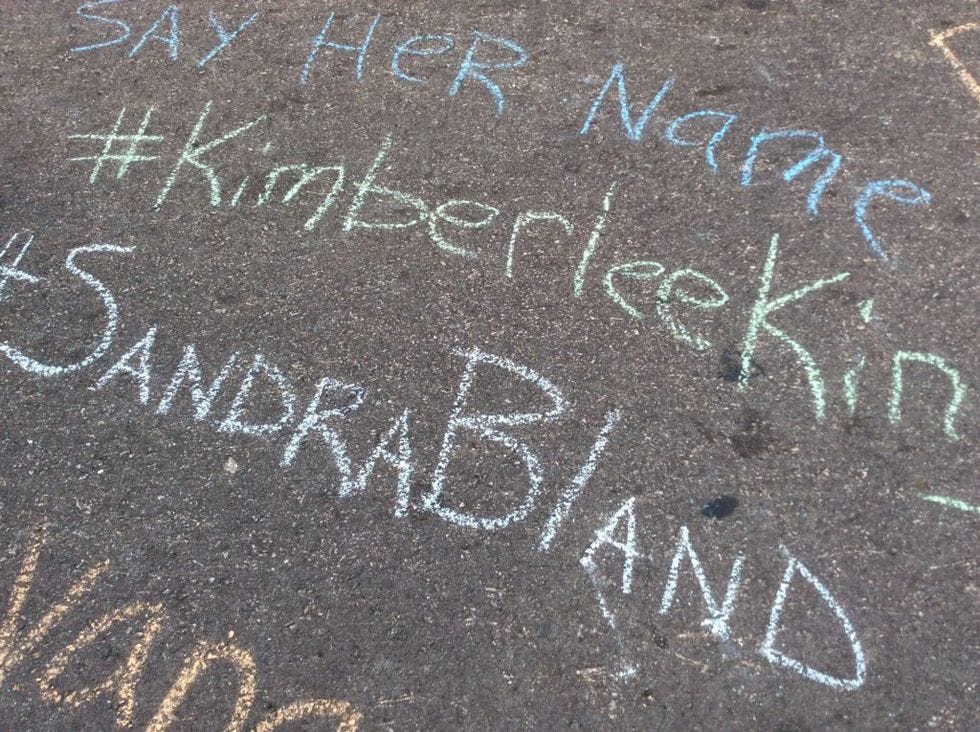 SAY HER Name
#KimberleeKin
#SANDRABlAND